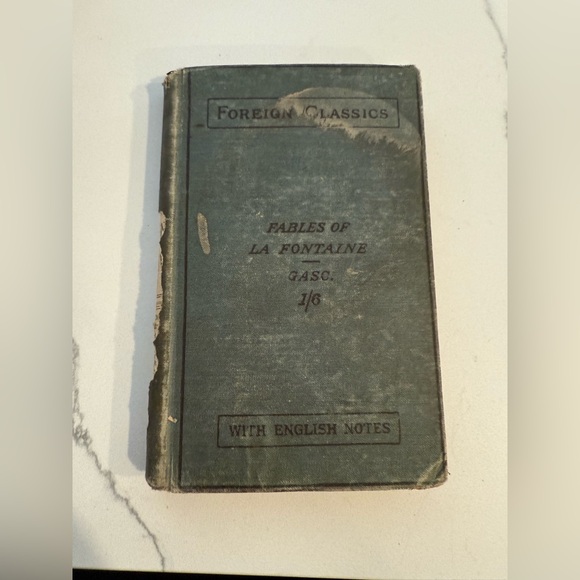 FOREIGN CLASSICS
FABLES OF
LA FONTAINE
GASC.
1/6
WITH ENGLISH NOTES